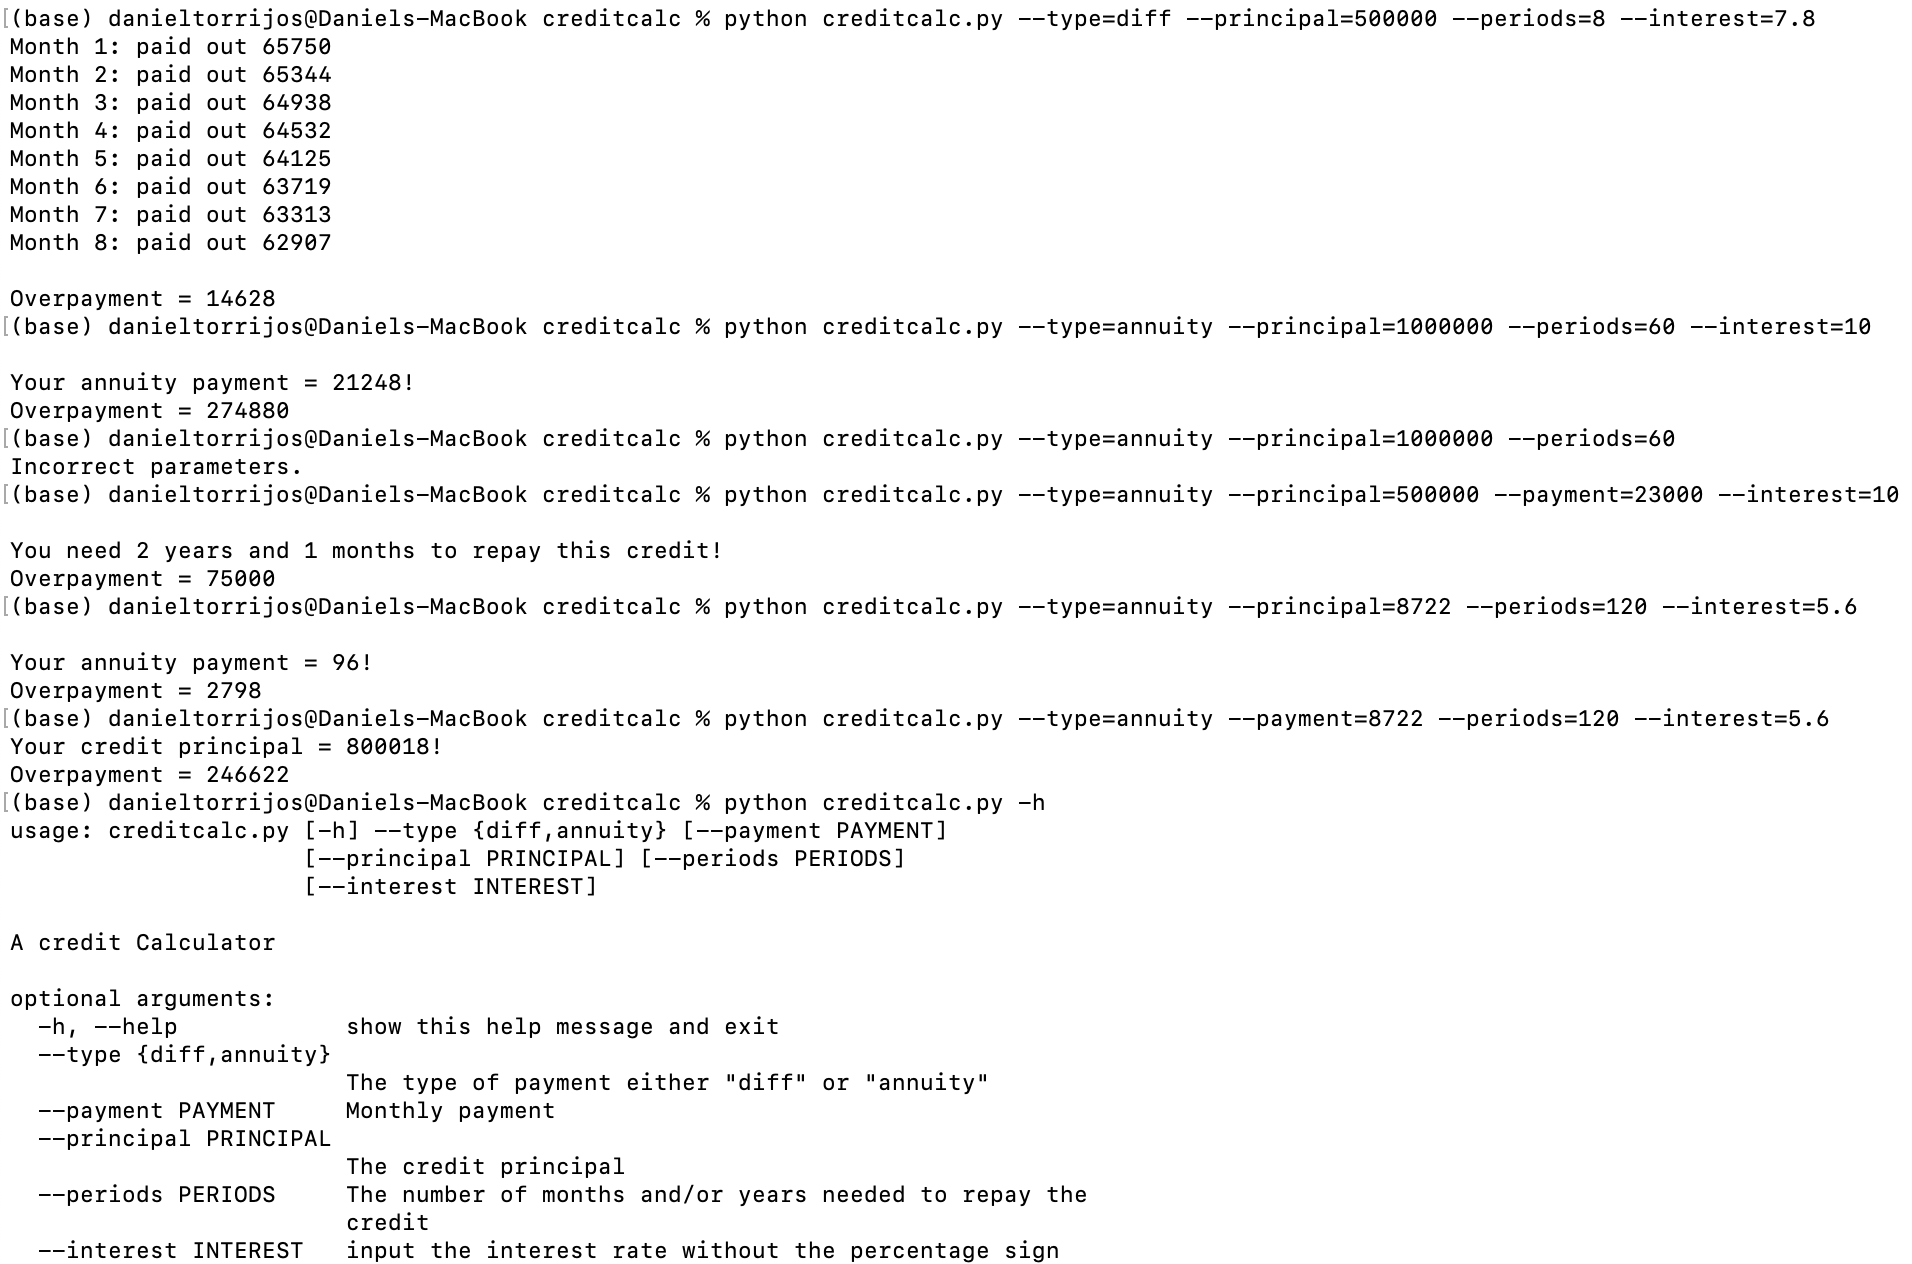 (base) danieltorrijos@Daniels-MacBook creditcalc % python creditcalc.py --type=diff --principal=500000 --periods=8 --interest=7.8
Month 1: paid out 65750
Month 2: paid out 65344
Month 3: paid out 64938
Month 4: paid out 64532
Month 5: paid out 64125
Month 6: paid out 63719
Month 7: paid out 63313
Month 8: paid out 62907
Overpayment = 14628
(base) danieltorrijos@Daniels-MacBook creditcalc % python creditcalc.py --type=annuity --principal=1000000 --periods=60 --interest=10
Your annuity payment = 21248!
Overpayment = 274880
(base) danieltorrijos@Daniels-MacBook creditcalc % python creditcalc.py --type=annuity --principal=1000000 --periods=60
Incorrect parameters.
(base) danieltorrijos@Daniels-MacBook creditcalc % python creditcalc.py --type=annuity --principal=500000 --payment=23000 --interest=10
You need 2 years and 1 months to repay this credit!
Overpayment = 75000
(base) danieltorrijos@Daniels-MacBook creditcalc % python creditcalc.py --type=annuity --principal=8722 --periods=120 --interest=5.6
Your annuity payment = 96!
Overpayment = 2798
(base) danieltorrijos@Daniels-MacBook creditcalc % python creditcalc.py --type=annuity --payment=8722 --periods=120 --interest=5.6
Your credit principal = 800018!
Overpayment = 246622
(base) danieltorrijos@Daniels-MacBook creditcalc % python creditcalc.py -h
usage: creditcalc.py [-h] --type {diff,annuity} [--payment PAYMENT]
[--principal PRINCIPAL] [--periods PERIODS]
[--interest INTEREST]
A credit Calculator
optional arguments:
-h, --help show this help message and exit
--type {diff,annuity}
The type of payment either "diff" or "annuity"
--payment PAYMENT Monthly payment
--principal PRINCIPAL
The credit principal
--periods PERIODS The number of months and/or years needed to repay the
credit
--interest INTEREST input the interest rate without the percentage sign